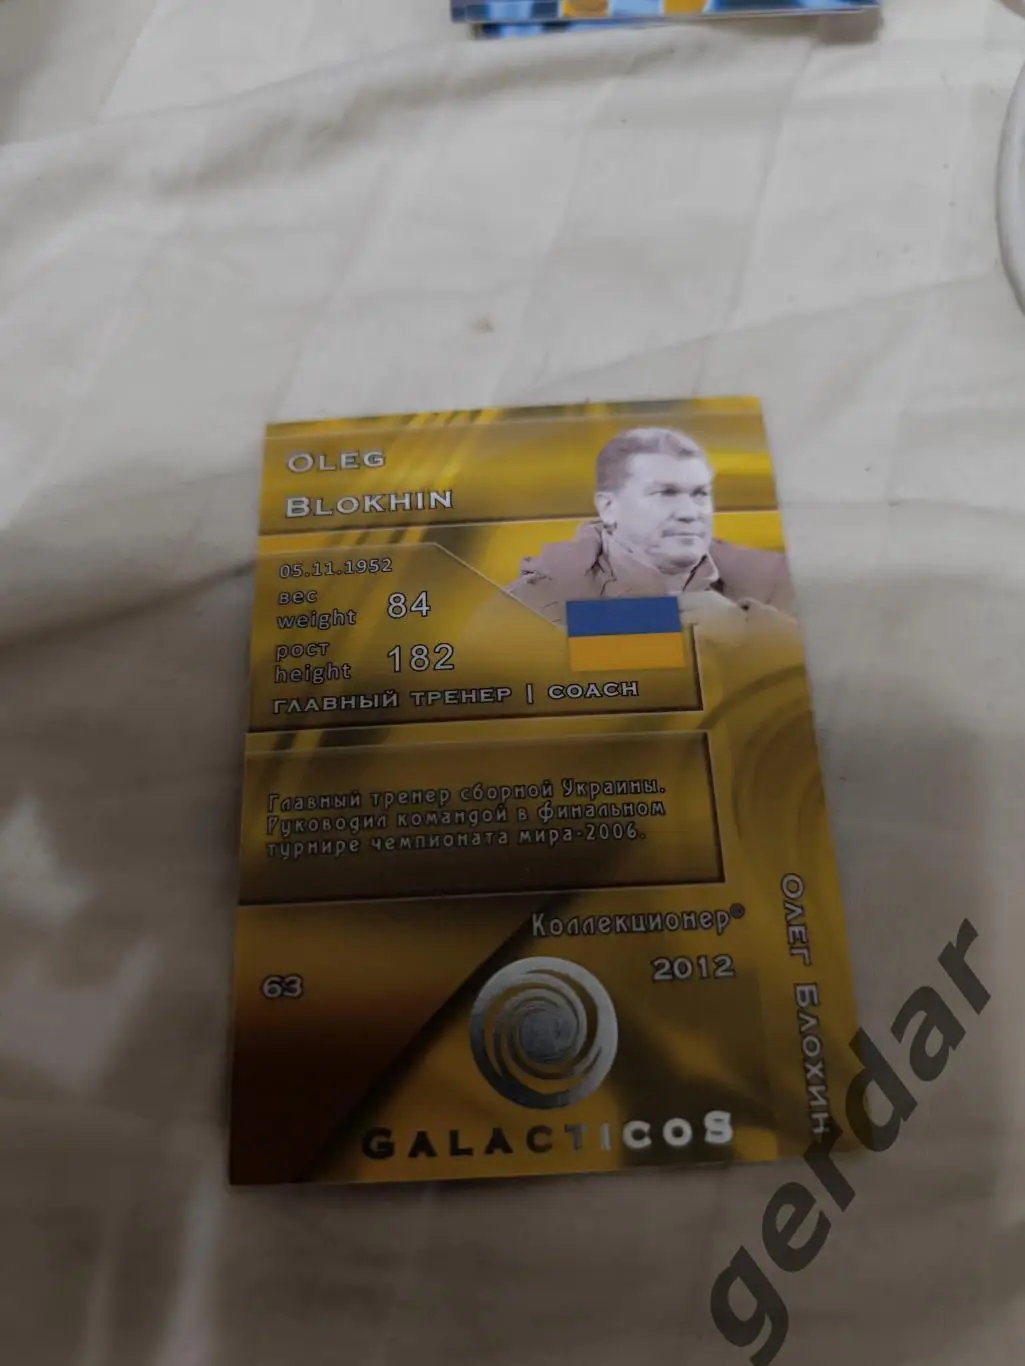 Oleg
Blokhin
05.11.1952
вес
weight 84
рост
height 182
главный тренер | coach
Главный тренер сборной Украины.
Руководил командой в финальном
турнире чемпионата мира-2006.
Коллекционер®
63
2012
GALACTICOS
Олег Блохин
gerdar